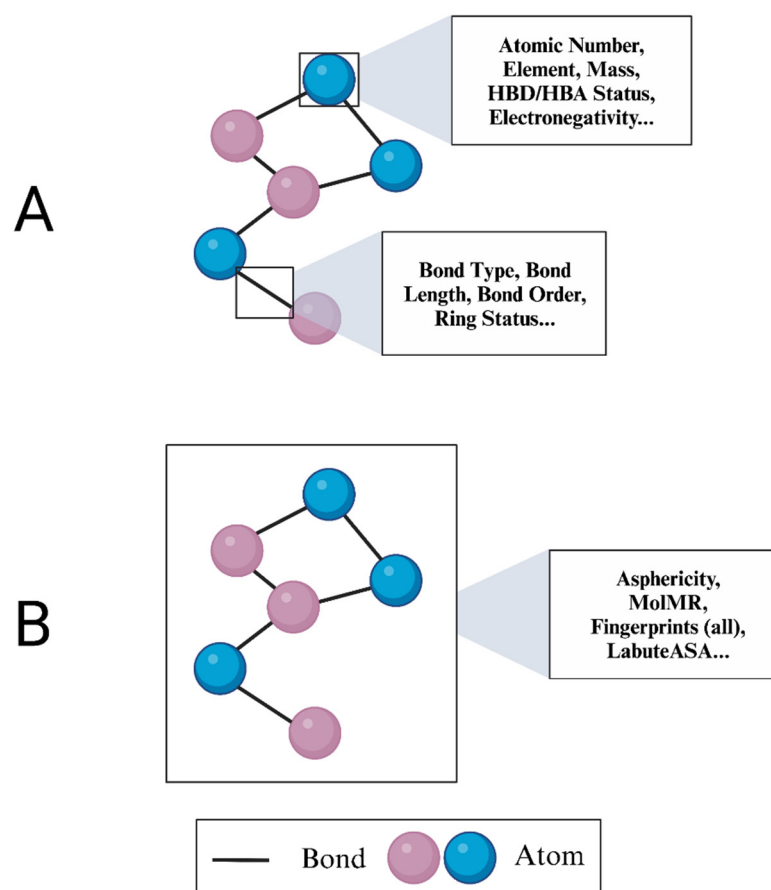 A
Atomic Number,
Element, Mass,
HBD/HBA Status,
Electronegativity...
Bond Type, Bond
Length, Bond Order,
Ring Status...
B
Asphericity,
MolMR,
Fingerprints (all),
LabuteASA...
Bond
Atom